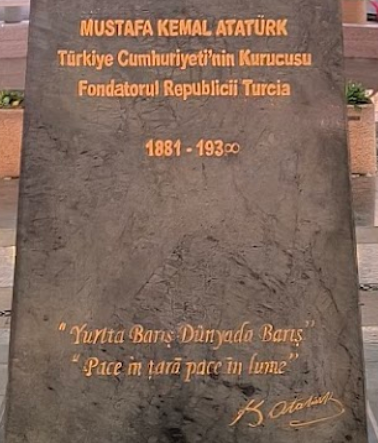 MUSTAFA KEMAL ATATÜRK
Türkiye Cumhuriyeti'nin Kurucusu
Fondatorul Republicii Turcia
1881 - 193∞
"Yurtta Barış Dünyada Barış"
"Pace în țară pace în lume"
K. Atatürk